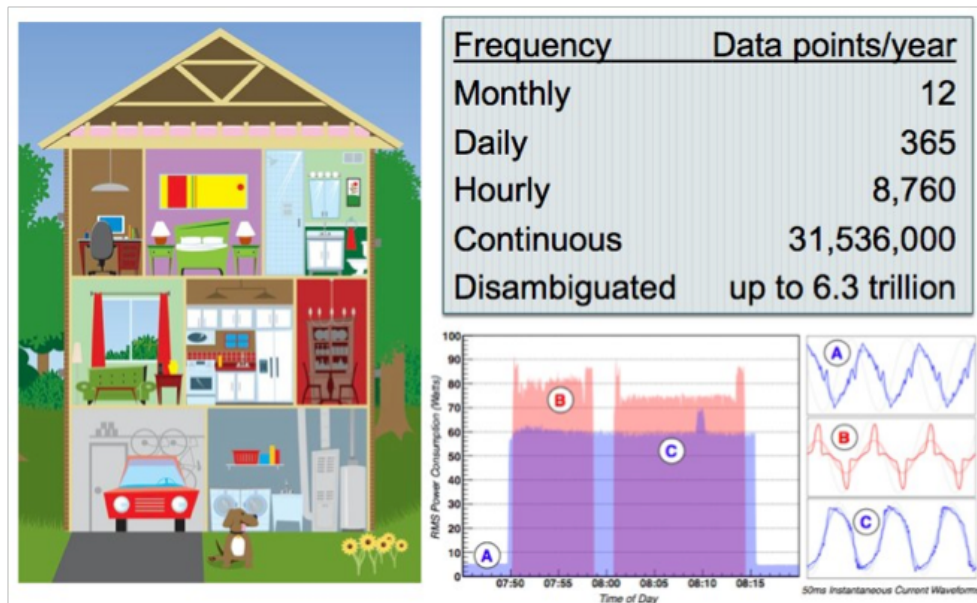 Frequency Data points/year
Monthly 12
Daily 365
Hourly 8,760
Continuous 31,536,000
Disambiguated up to 6.3 trillion
100
90
80
70
60
50
40
30
20
10
0
RMS Power Consumption (Watts)
A
B
C
07:50 07:55 08:00 08:05 08:10 08:15
Time of Day
A
B
C
50ms Instantaneous Current Waveform